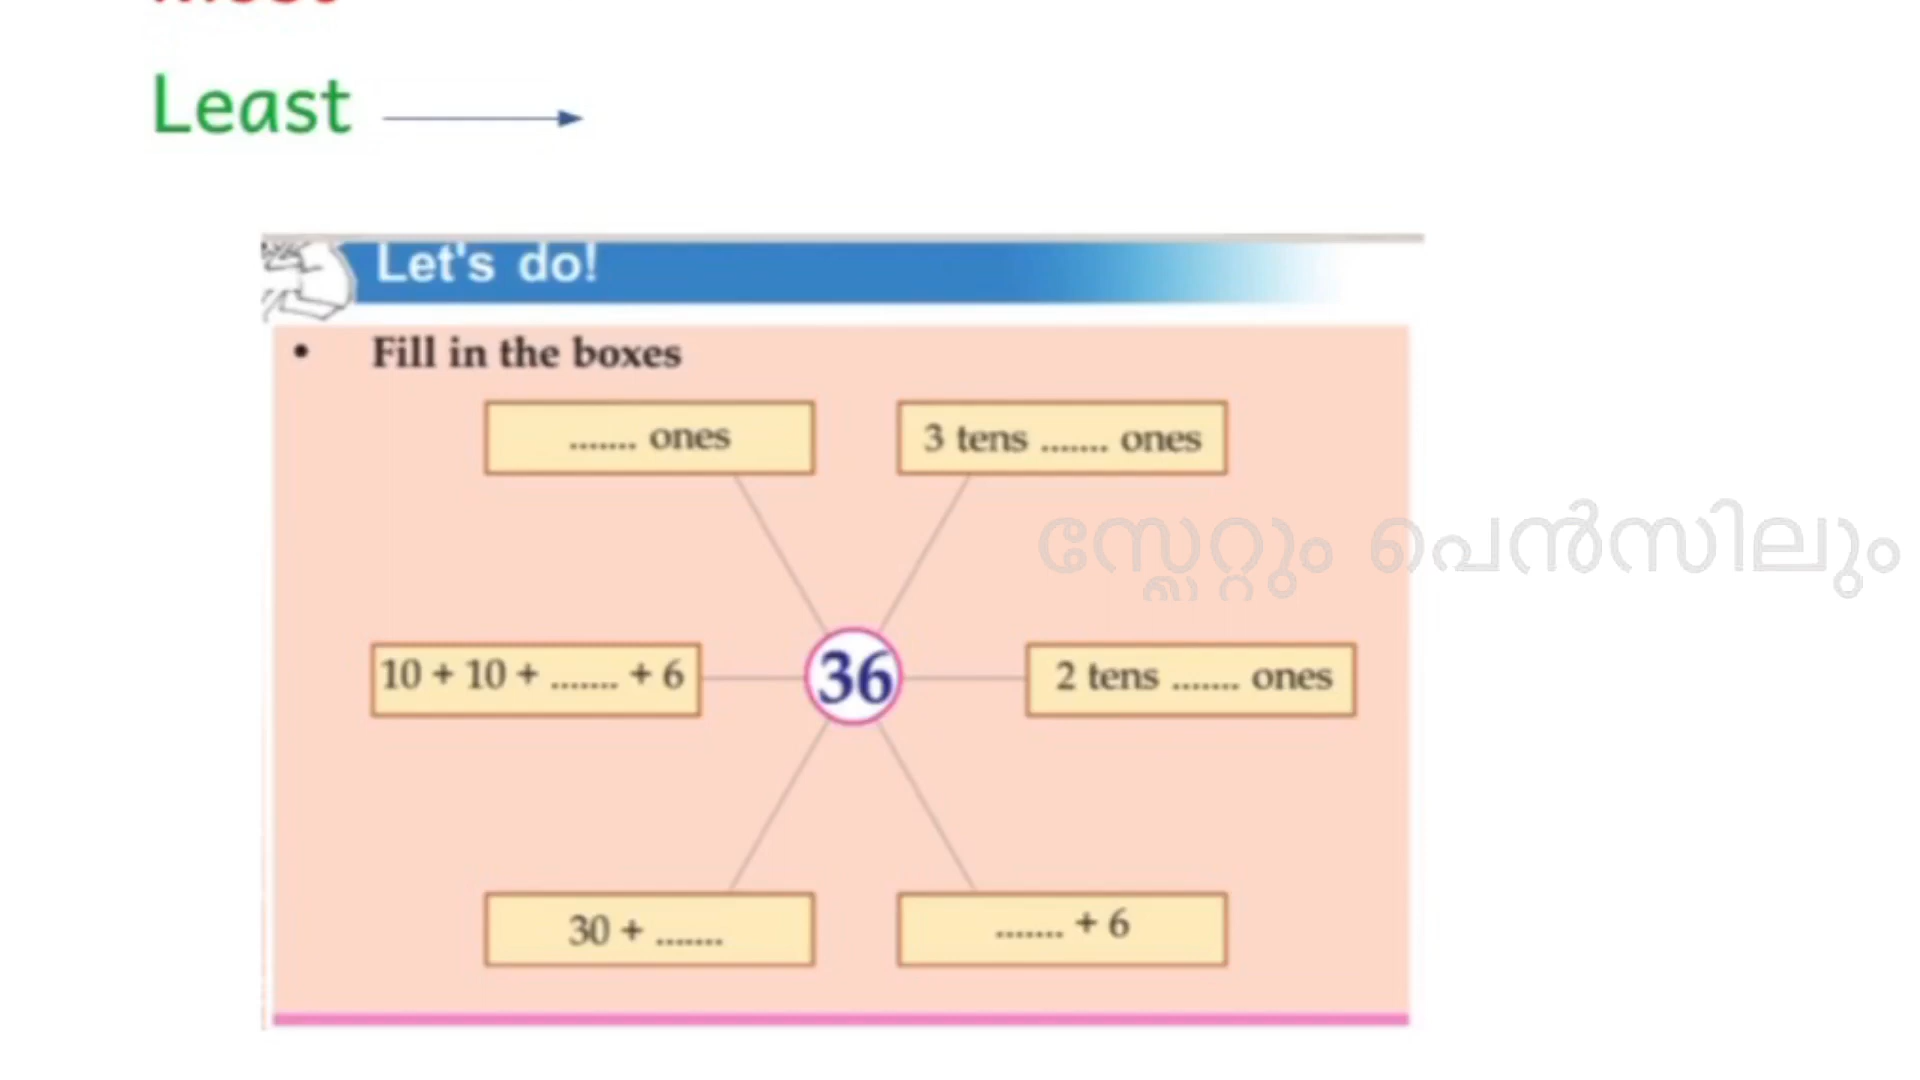 Least
Let's do!
• Fill in the boxes
....... ones
3 tens ....... ones
സ്ലേറ്റും പെൻസിലും
10 + 10 + ....... + 6
36
2 tens ....... ones
30 + .......
....... + 6